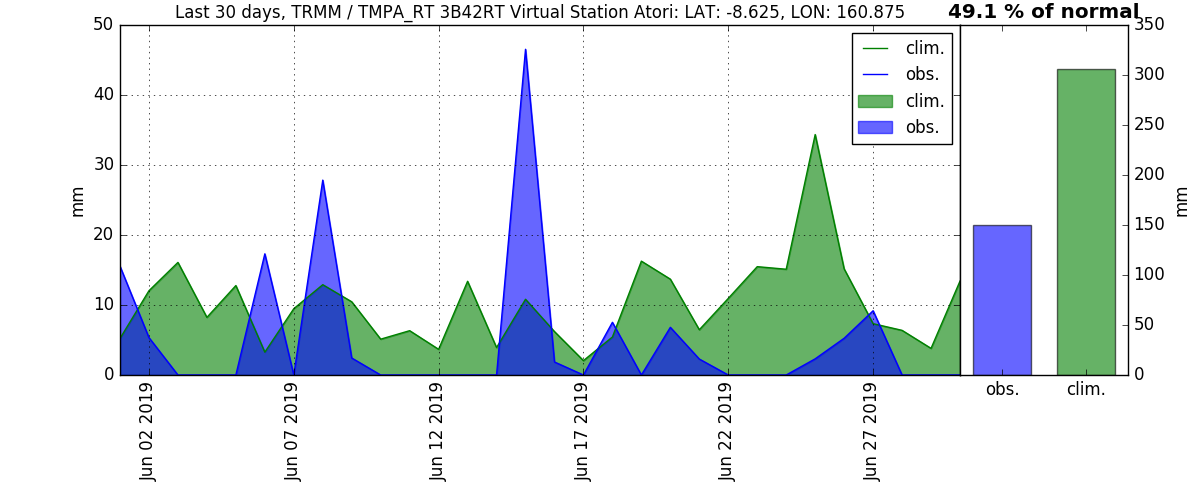 Last 30 days, TRMM / TMPA_RT 3B42RT Virtual Station Atori: LAT: -8.625, LON: 160.875
49.1 % of normal
50
40
30
20
10
0
mm
clim.
obs.
clim.
obs.
350
300
250
200
150
100
50
0
mm
Jun 02 2019
Jun 07 2019
Jun 12 2019
Jun 17 2019
Jun 22 2019
Jun 27 2019
obs.
clim.